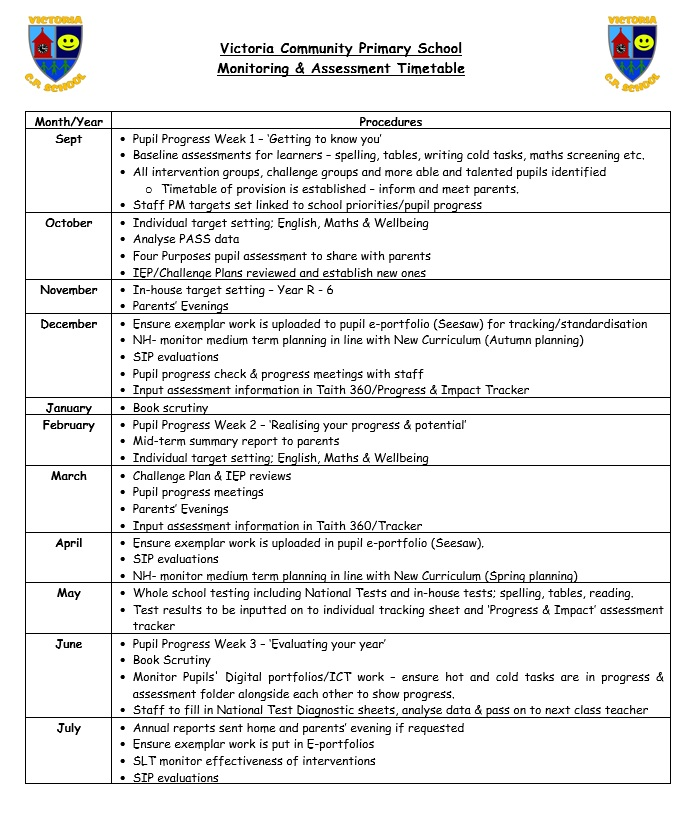 VICTORIA
C.P. SCHOOL
VICTORIA
C.P. SCHOOL
Victoria Community Primary School
Monitoring & Assessment Timetable
Month/Year Procedures
Sept
• Pupil Progress Week 1 – ‘Getting to know you’
• Baseline assessments for learners – spelling, tables, writing cold tasks, maths screening etc.
• All intervention groups, challenge groups and more able and talented pupils identified
o Timetable of provision is established – inform and meet parents.
• Staff PM targets set linked to school priorities/pupil progress
October
• Individual target setting; English, Maths & Wellbeing
• Analyse PASS data
• Four Purposes pupil assessment to share with parents
• IEP/Challenge Plans reviewed and establish new ones
November
• In-house target setting – Year R - 6
• Parents’ Evenings
December
• Ensure exemplar work is uploaded to pupil e-portfolio (Seesaw) for tracking/standardisation
• NH- monitor medium term planning in line with New Curriculum (Autumn planning)
• SIP evaluations
• Pupil progress check & progress meetings with staff
• Input assessment information in Taith 360/Progress & Impact Tracker
January
• Book scrutiny
February
• Pupil Progress Week 2 – ‘Realising your progress & potential’
• Mid-term summary report to parents
• Individual target setting; English, Maths & Wellbeing
March
• Challenge Plan & IEP reviews
• Pupil progress meetings
• Parents’ Evenings
• Input assessment information in Taith 360/Tracker
April
• Ensure exemplar work is uploaded in pupil e-portfolio (Seesaw).
• SIP evaluations
• NH- monitor medium term planning in line with New Curriculum (Spring planning)
May
• Whole school testing including National Tests and in-house tests; spelling, tables, reading.
• Test results to be inputted on to individual tracking sheet and ‘Progress & Impact’ assessment
tracker
June
• Pupil Progress Week 3 – ‘Evaluating your year’
• Book Scrutiny
• Monitor Pupils' Digital portfolios/ICT work – ensure hot and cold tasks are in progress &
assessment folder alongside each other to show progress.
• Staff to fill in National Test Diagnostic sheets, analyse data & pass on to next class teacher
July
• Annual reports sent home and parents’ evening if requested
• Ensure exemplar work is put in E-portfolios
• SLT monitor effectiveness of interventions
• SIP evaluations